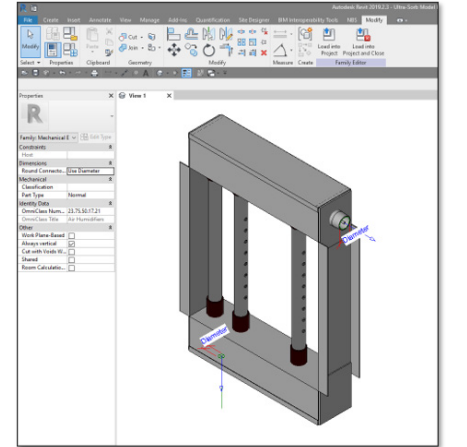 Autodesk Revit 2019.2.3 - Ultra-Sorb Model
File Create Insert Annotate View Manage Add-Ins Quantification Site Designer BIM Interoperability Tools NBS Modify
Modify Paste Cut Join Load into Project Load into Project and Close
Select Properties Clipboard Geometry Modify Measure Create Family Editor
Properties
View 1
Family: Mechanical E Edit Type
Constraints
Host
Dimensions
Round Connecto... Use Diameter
Mechanical
Classification
Part Type Normal
Identity Data
OmniClass Num... 23.75.50.17.21
OmniClass Title Air Humidifiers
Other
Work Plane-Based
Always vertical
Cut with Voids W...
Shared
Room Calculatio...
Diameter
Diameter